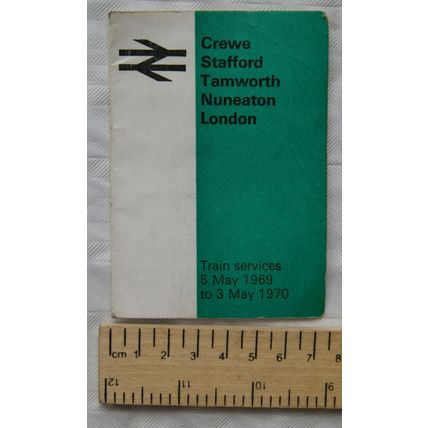 Crewe
Stafford
Tamworth
Nuneaton
London
Train services
5 May 1969
to 3 May 1970
cm 1 2 3 4 5 6 7 8
12 11 10 9